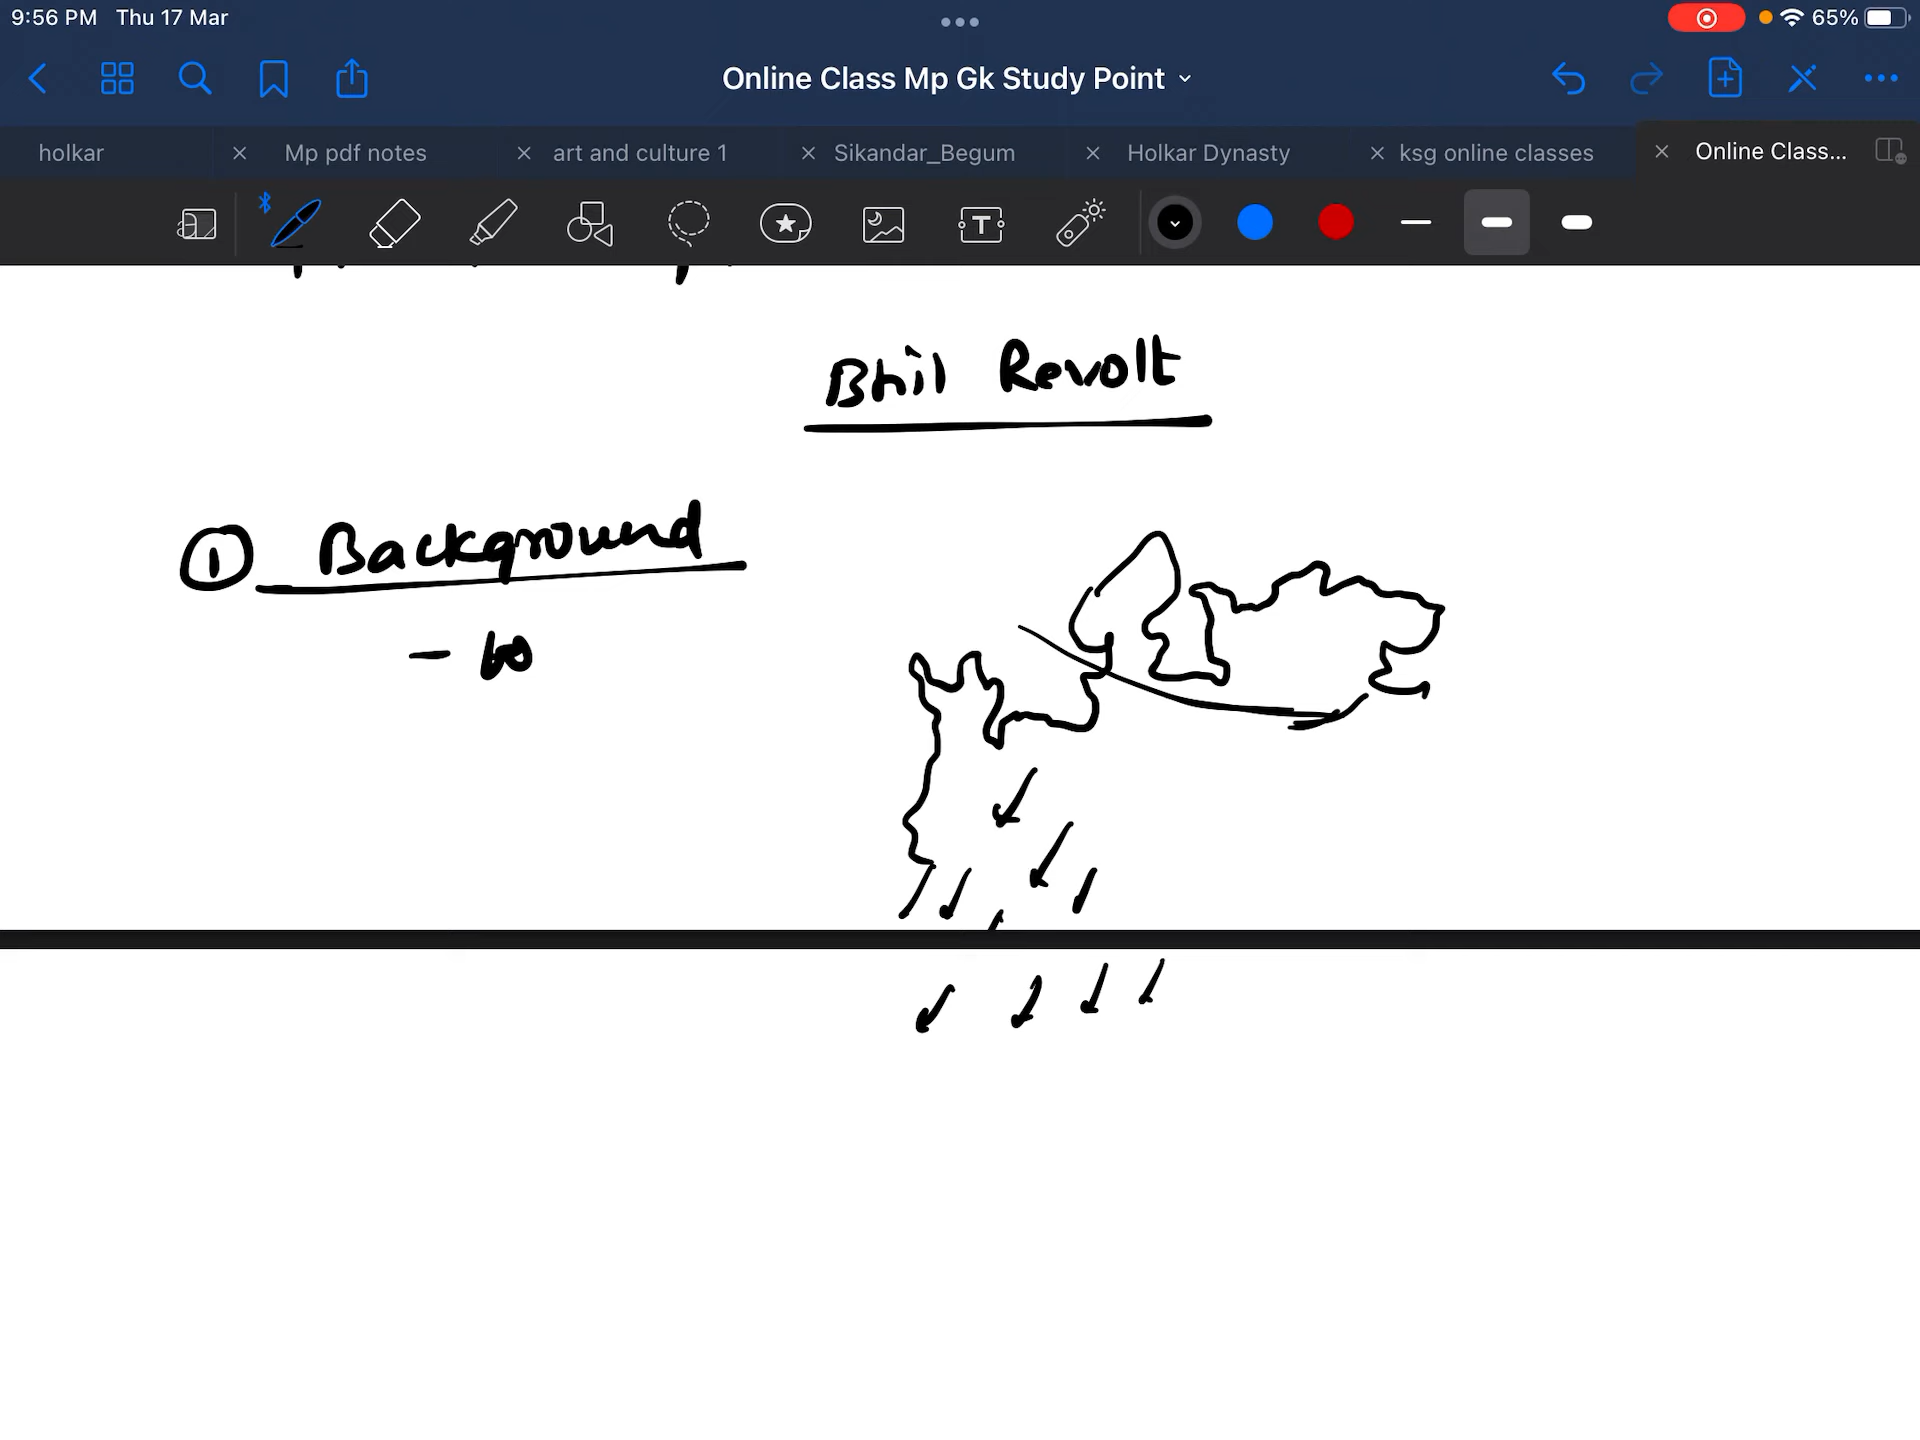 9:56 PM Thu 17 Mar 65%
Online Class Mp Gk Study Point
holkar Mp pdf notes art and culture 1 Sikandar_Begum Holkar Dynasty ksg online classes Online Class...
T
Bhil Revolt
① Background